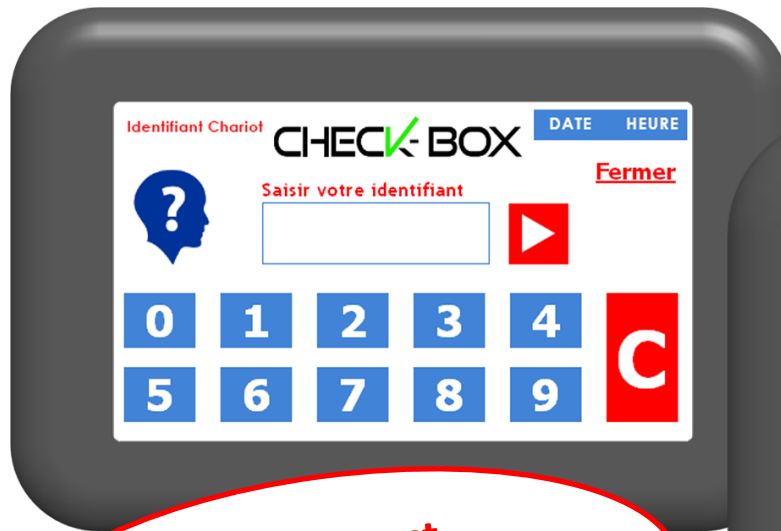 Identifiant Chariot
CHECK-BOX
DATE HEURE
Fermer
Saisir votre identifiant
?
0 1 2 3 4
C
5 6 7 8 9